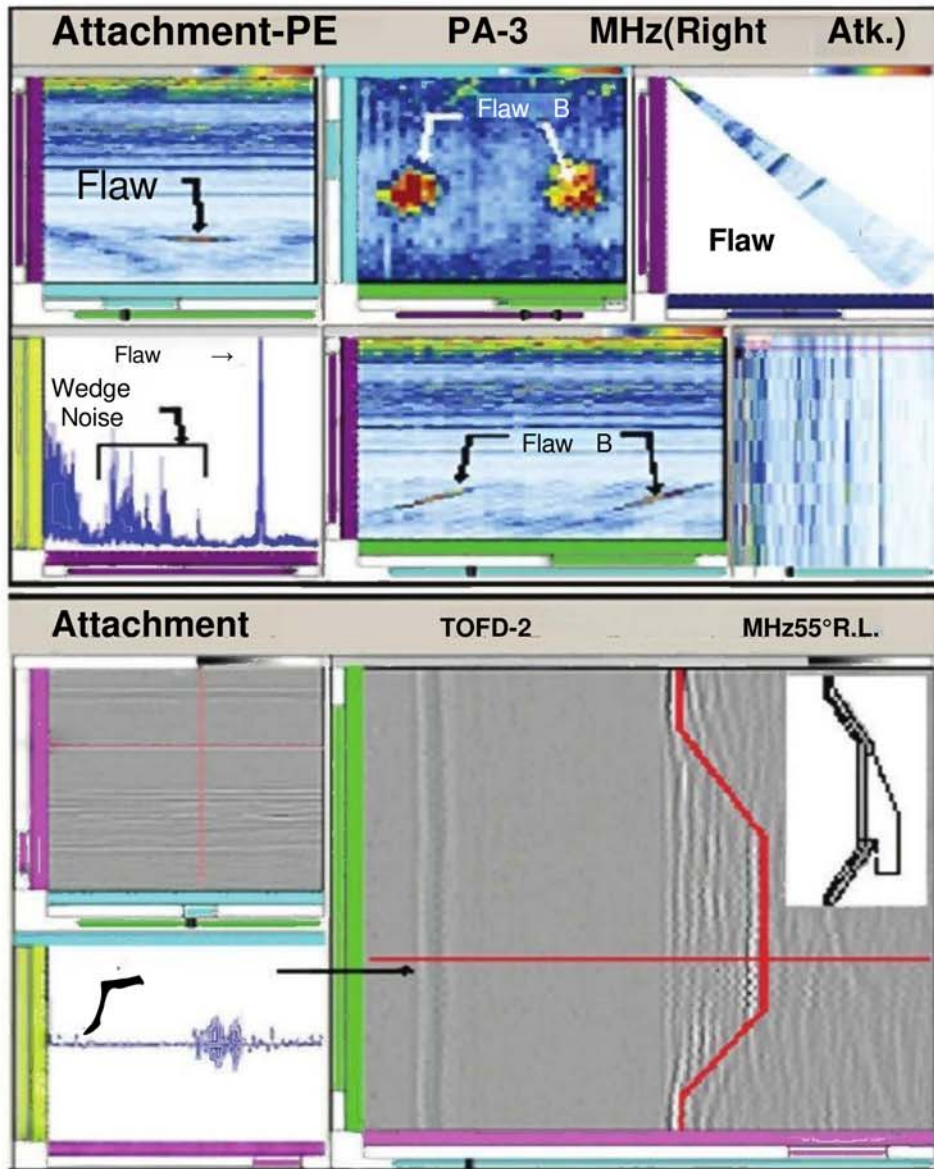 Attachment-PE PA-3 MHz(Right Atk.)
Flaw
Flaw B
Flaw
Flaw →
Wedge
Noise
Flaw B
Attachment TOFD-2 MHz55°R.L.